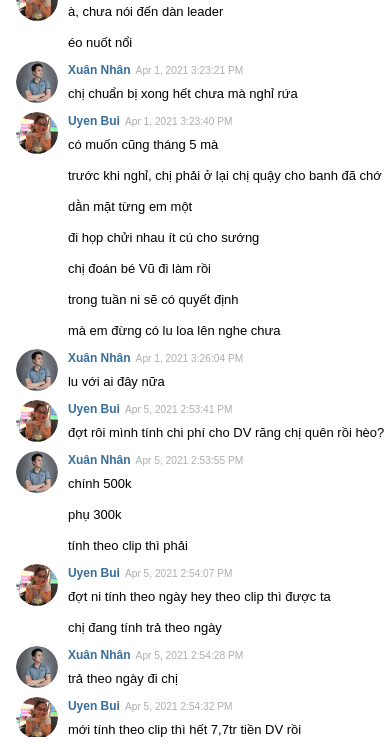 à, chưa nói đến dàn leader
éo nuốt nổi
Xuân Nhân Apr 1, 2021 3:23:21 PM
chị chuẩn bị xong hết chưa mà nghỉ rứa
Uyen Bui Apr 1, 2021 3:23:40 PM
có muốn cũng tháng 5 mà
trước khi nghỉ, chị phải ở lại chị quậy cho banh đã chớ
dằn mặt từng em một
đi họp chửi nhau ít cú cho sướng
chị đoán bé Vũ đi làm rồi
trong tuần ni sẽ có quyết định
mà em đừng có lu loa lên nghe chưa
Xuân Nhân Apr 1, 2021 3:26:04 PM
lu với ai đây nữa
Uyen Bui Apr 5, 2021 2:53:41 PM
đợt rôi mình tính chi phí cho DV răng chị quên rồi hèo?
Xuân Nhân Apr 5, 2021 2:53:55 PM
chính 500k
phụ 300k
tính theo clip thì phải
Uyen Bui Apr 5, 2021 2:54:07 PM
đợt ni tính theo ngày hey theo clip thì được ta
chị đang tính trả theo ngày
Xuân Nhân Apr 5, 2021 2:54:28 PM
trả theo ngày đi chị
Uyen Bui Apr 5, 2021 2:54:32 PM
mới tính theo clip thì hết 7,7tr tiền DV rồi